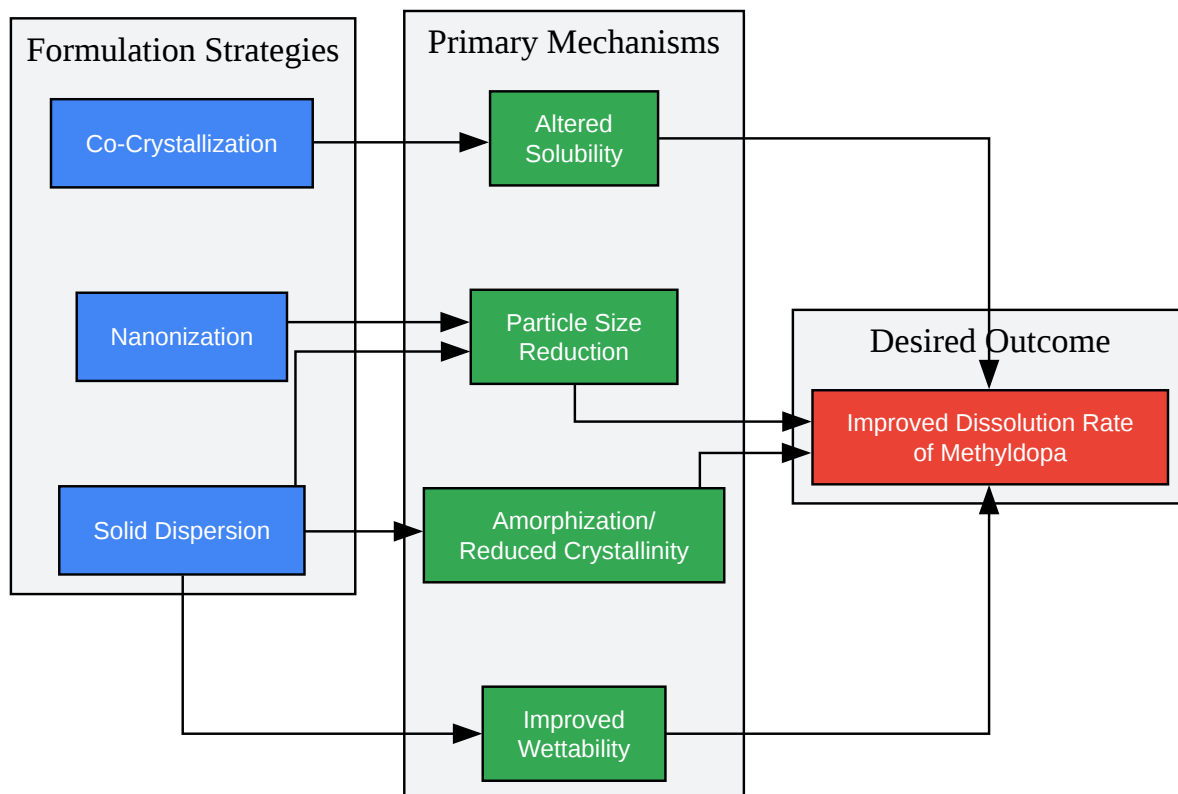 Formulation Strategies
Co-Crystallization
Nanonization
Solid Dispersion
Primary Mechanisms
Altered
Solubility
Particle Size
Reduction
Amorphization/
Reduced Crystallinity
Improved
Wettability
Desired Outcome
Improved Dissolution Rate
of Methyldopa